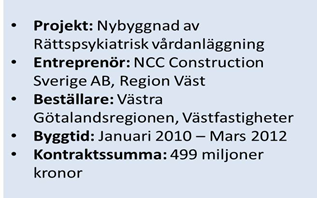 • Projekt: Nybyggnad av
Rättspsykiatrisk vårdanläggning
• Entreprenör: NCC Construction
Sverige AB, Region Väst
• Beställare: Västra
Götalandsregionen, Västfastigheter
• Byggtid: Januari 2010 – Mars 2012
• Kontraktssumma: 499 miljoner
kronor